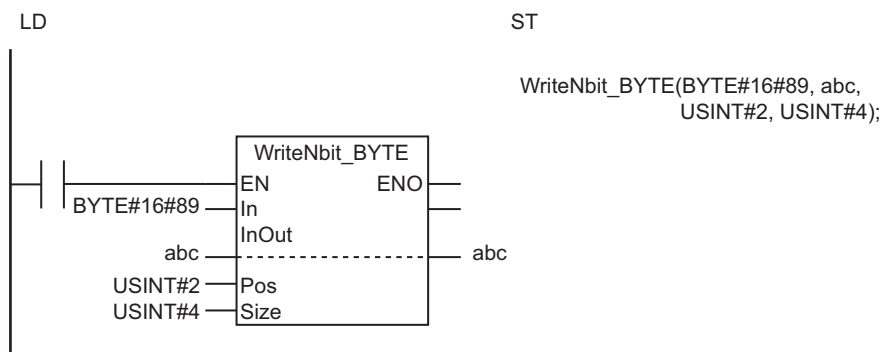 LD
ST
WriteNbit_BYTE(BYTE#16#89, abc,
USINT#2, USINT#4);
WriteNbit_BYTE
EN ENO
BYTE#16#89 In
InOut
abc abc
USINT#2 Pos
USINT#4 Size